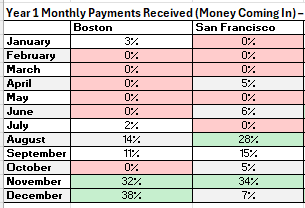 Year 1 Monthly Payments Received (Money Coming In) –
Boston San Francisco
January 3% 0%
February 0% 0%
March 0% 0%
April 0% 5%
May 0% 0%
June 0% 6%
July 2% 0%
August 14% 28%
September 11% 15%
October 0% 5%
November 32% 34%
December 38% 7%